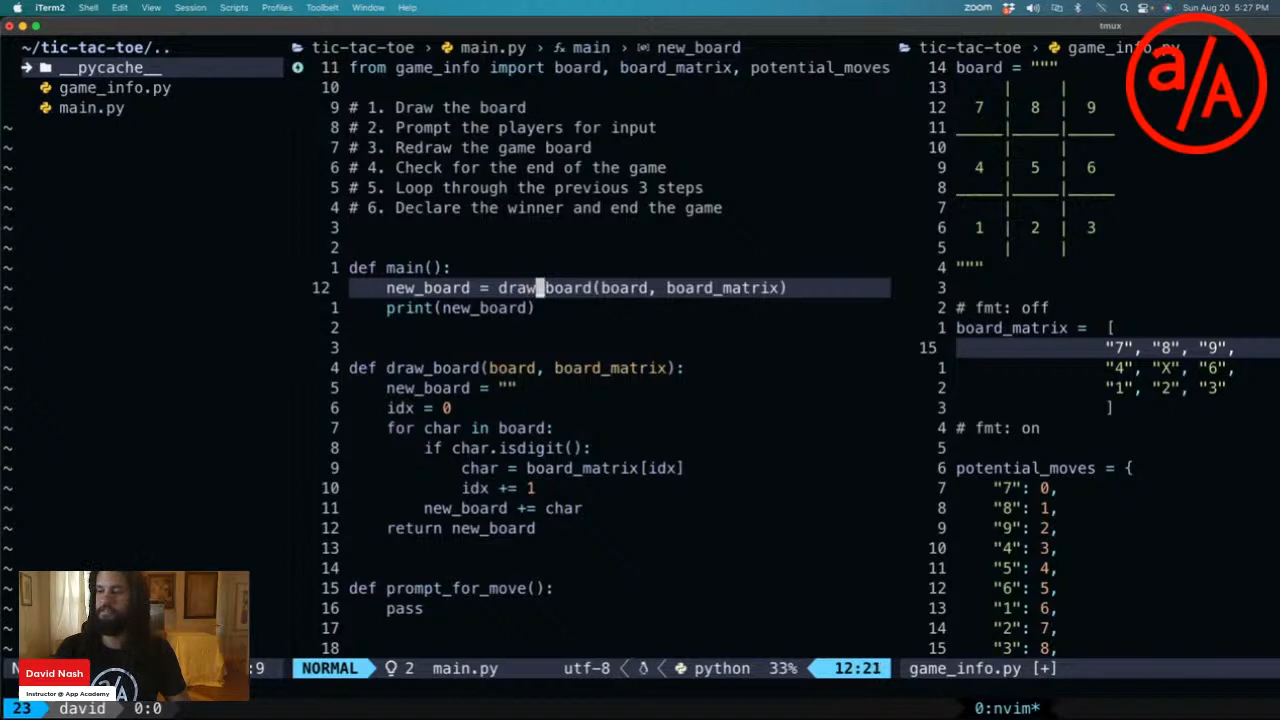 iTerm2 Shell Edit View Session Scripts Profiles Toolbelt Window Help zoom Sun Aug 20 5:27 PM
tmux
~/tic-tac-toe/..
__pycache__
game_info.py
main.py
tic-tac-toe > main.py > main > new_board
11 from game_info import board, board_matrix, potential_moves
10
9 # 1. Draw the board
8 # 2. Prompt the players for input
7 # 3. Redraw the game board
6 # 4. Check for the end of the game
5 # 5. Loop through the previous 3 steps
4 # 6. Declare the winner and end the game
3
2
1 def main():
12 new_board = draw_board(board, board_matrix)
1 print(new_board)
2
3
4 def draw_board(board, board_matrix):
5 new_board = ""
6 idx = 0
7 for char in board:
8 if char.isdigit():
9 char = board_matrix[idx]
10 idx += 1
11 new_board += char
12 return new_board
13
14
15 def prompt_for_move():
16 pass
17
18
NORMAL 2 main.py utf-8 python 33% 12:21
tic-tac-toe > game_info.py
14 board = """
13 | |
12 7 | 8 | 9
11 _____|_____|_____
10 | |
9 4 | 5 | 6
8 _____|_____|_____
7 | |
6 1 | 2 | 3
5 | |
4 """
3
2 # fmt: off
1 board_matrix = [
15 "7", "8", "9",
1 "4", "X", "6",
2 "1", "2", "3"
3 ]
4 # fmt: on
5
6 potential_moves = {
7 "7": 0,
8 "8": 1,
9 "9": 2,
10 "4": 3,
11 "5": 4,
12 "6": 5,
13 "1": 6,
14 "2": 7,
15 "3": 8,
game_info.py [+]
a/A
David Nash
Instructor @ App Academy
:9
23 david 0:0 0:nvim*